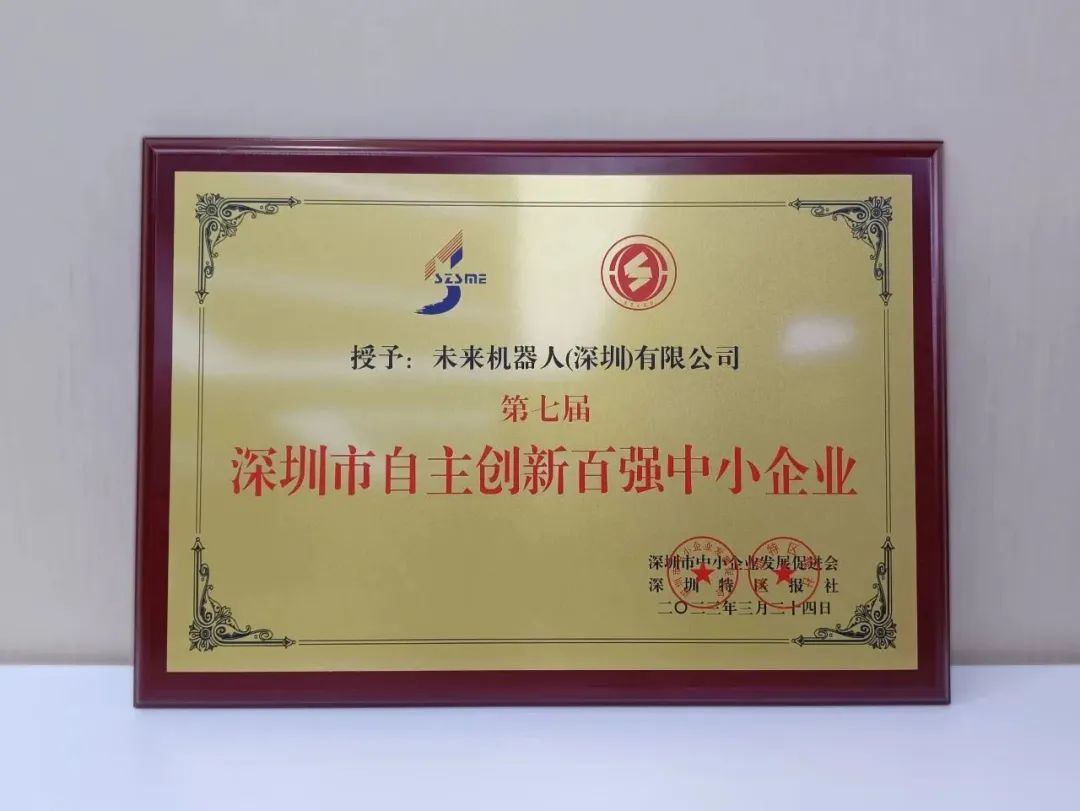 SZSME
授予：未来机器人(深圳)有限公司
第七届
深圳市自主创新百强中小企业
深圳市中小企业发展促进会
深圳特区报社
二〇二三年三月二十四日